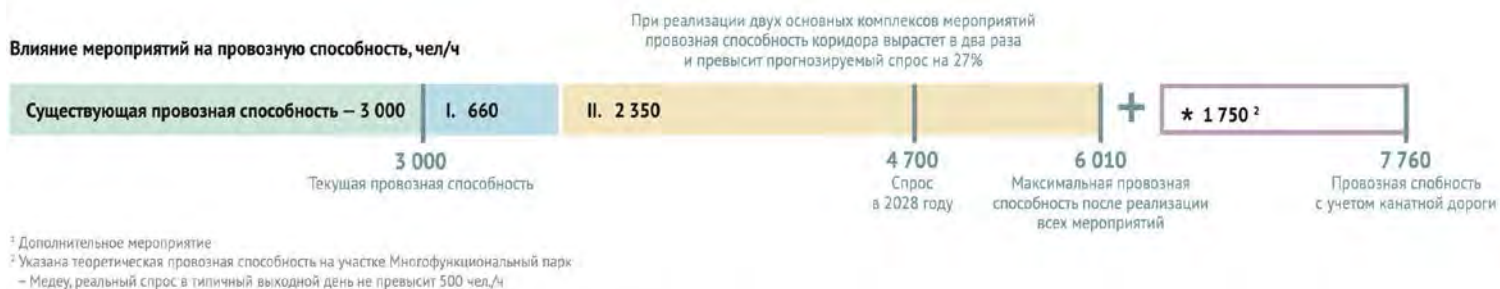 При реализации двух основных комплексов мероприятий
провозная способность коридора вырастет в два раза
и превысит прогнозируемый спрос на 27%
Влияние мероприятий на провозную способность, чел/ч
Существующая провозная способность – 3 000
I. 660
II. 2 350
+
* 1 750 ²
3 000
Текущая провозная способность
4 700
Спрос
в 2028 году
6 010
Максимальная провозная
способность после реализации
всех мероприятий
7 760
Провозная спобность
с учетом канатной дороги
¹ Дополнительное мероприятие
² Указана теоретическая провозная способность на участке Многофункциональный парк
– Медеу, реальный спрос в типичный выходной день не превысит 500 чел./ч